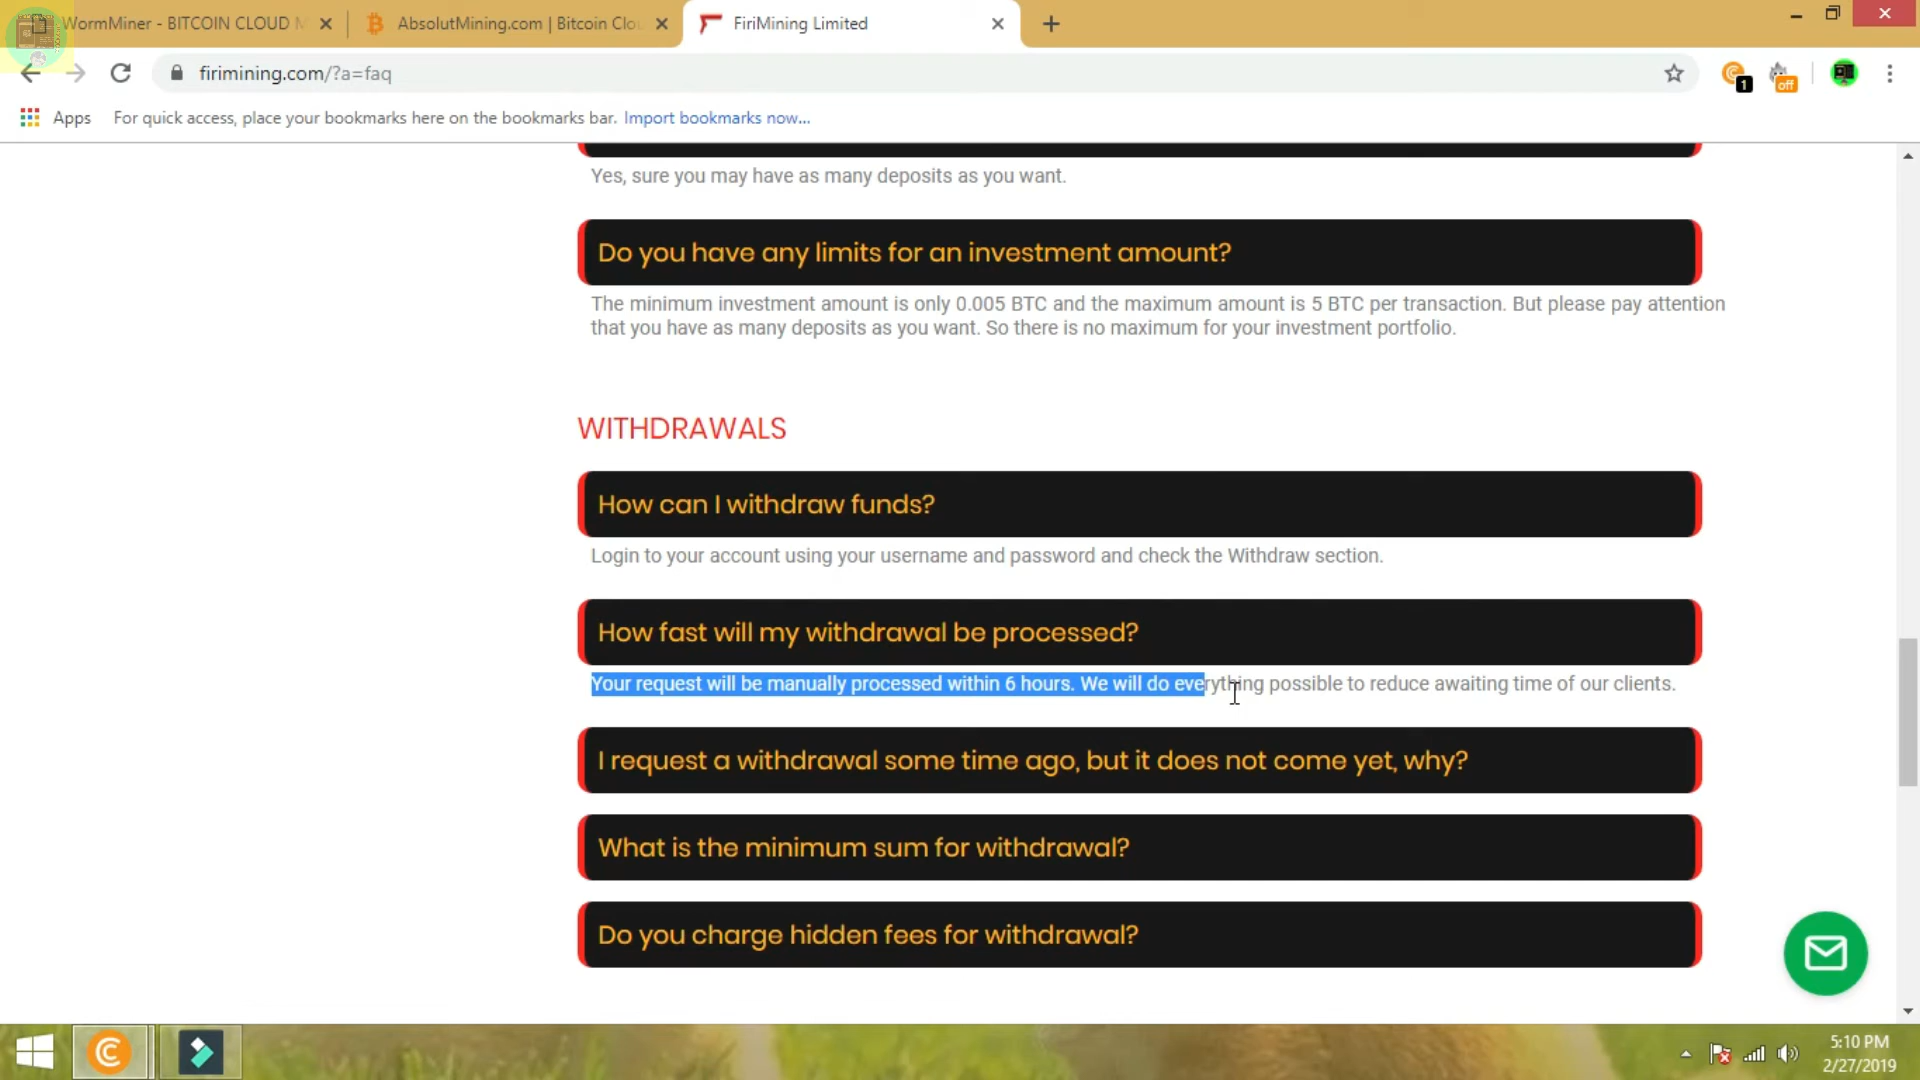 WormMiner - BITCOIN CLOUD M
AbsolutMining.com | Bitcoin Clou
FiriMining Limited
firimining.com/?a=faq
1
off
Apps
For quick access, place your bookmarks here on the bookmarks bar. Import bookmarks now...
Yes, sure you may have as many deposits as you want.
Do you have any limits for an investment amount?
The minimum investment amount is only 0.005 BTC and the maximum amount is 5 BTC per transaction. But please pay attention
that you have as many deposits as you want. So there is no maximum for your investment portfolio.
WITHDRAWALS
How can I withdraw funds?
Login to your account using your username and password and check the Withdraw section.
How fast will my withdrawal be processed?
Your request will be manually processed within 6 hours. We will do everything possible to reduce awaiting time of our clients.
I request a withdrawal some time ago, but it does not come yet, why?
What is the minimum sum for withdrawal?
Do you charge hidden fees for withdrawal?
5:10 PM
2/27/2019